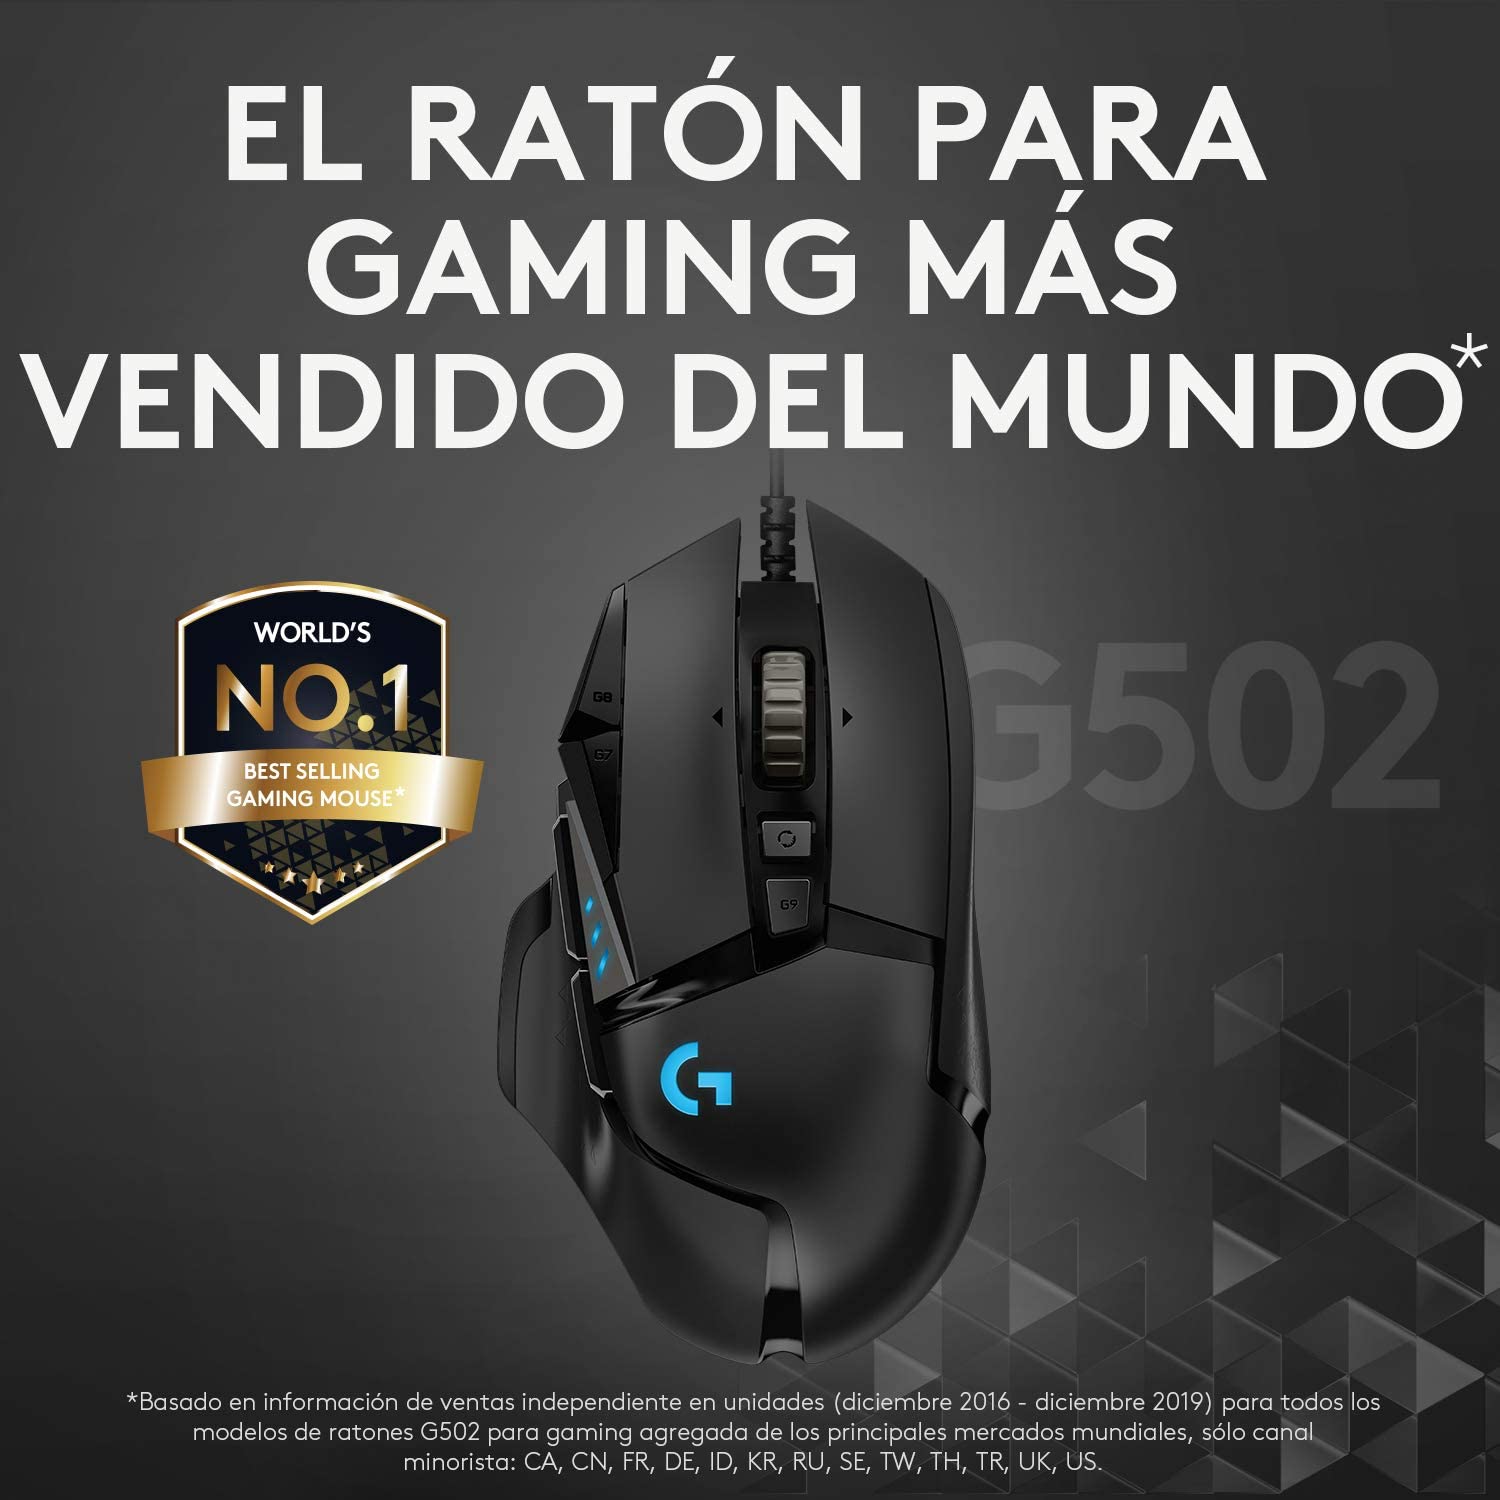 EL RATÓN PARA
GAMING MÁS
VENDIDO DEL MUNDO*
WORLD'S
NO.1
BEST SELLING
GAMING MOUSE*
G8
G7
G9
G502
G
*Basado en información de ventas independiente en unidades (diciembre 2016 - diciembre 2019) para todos los
modelos de ratones G502 para gaming agregada de los principales mercados mundiales, sólo canal
minorista: CA, CN, FR, DE, ID, KR, RU, SE, TW, TH, TR, UK, US.